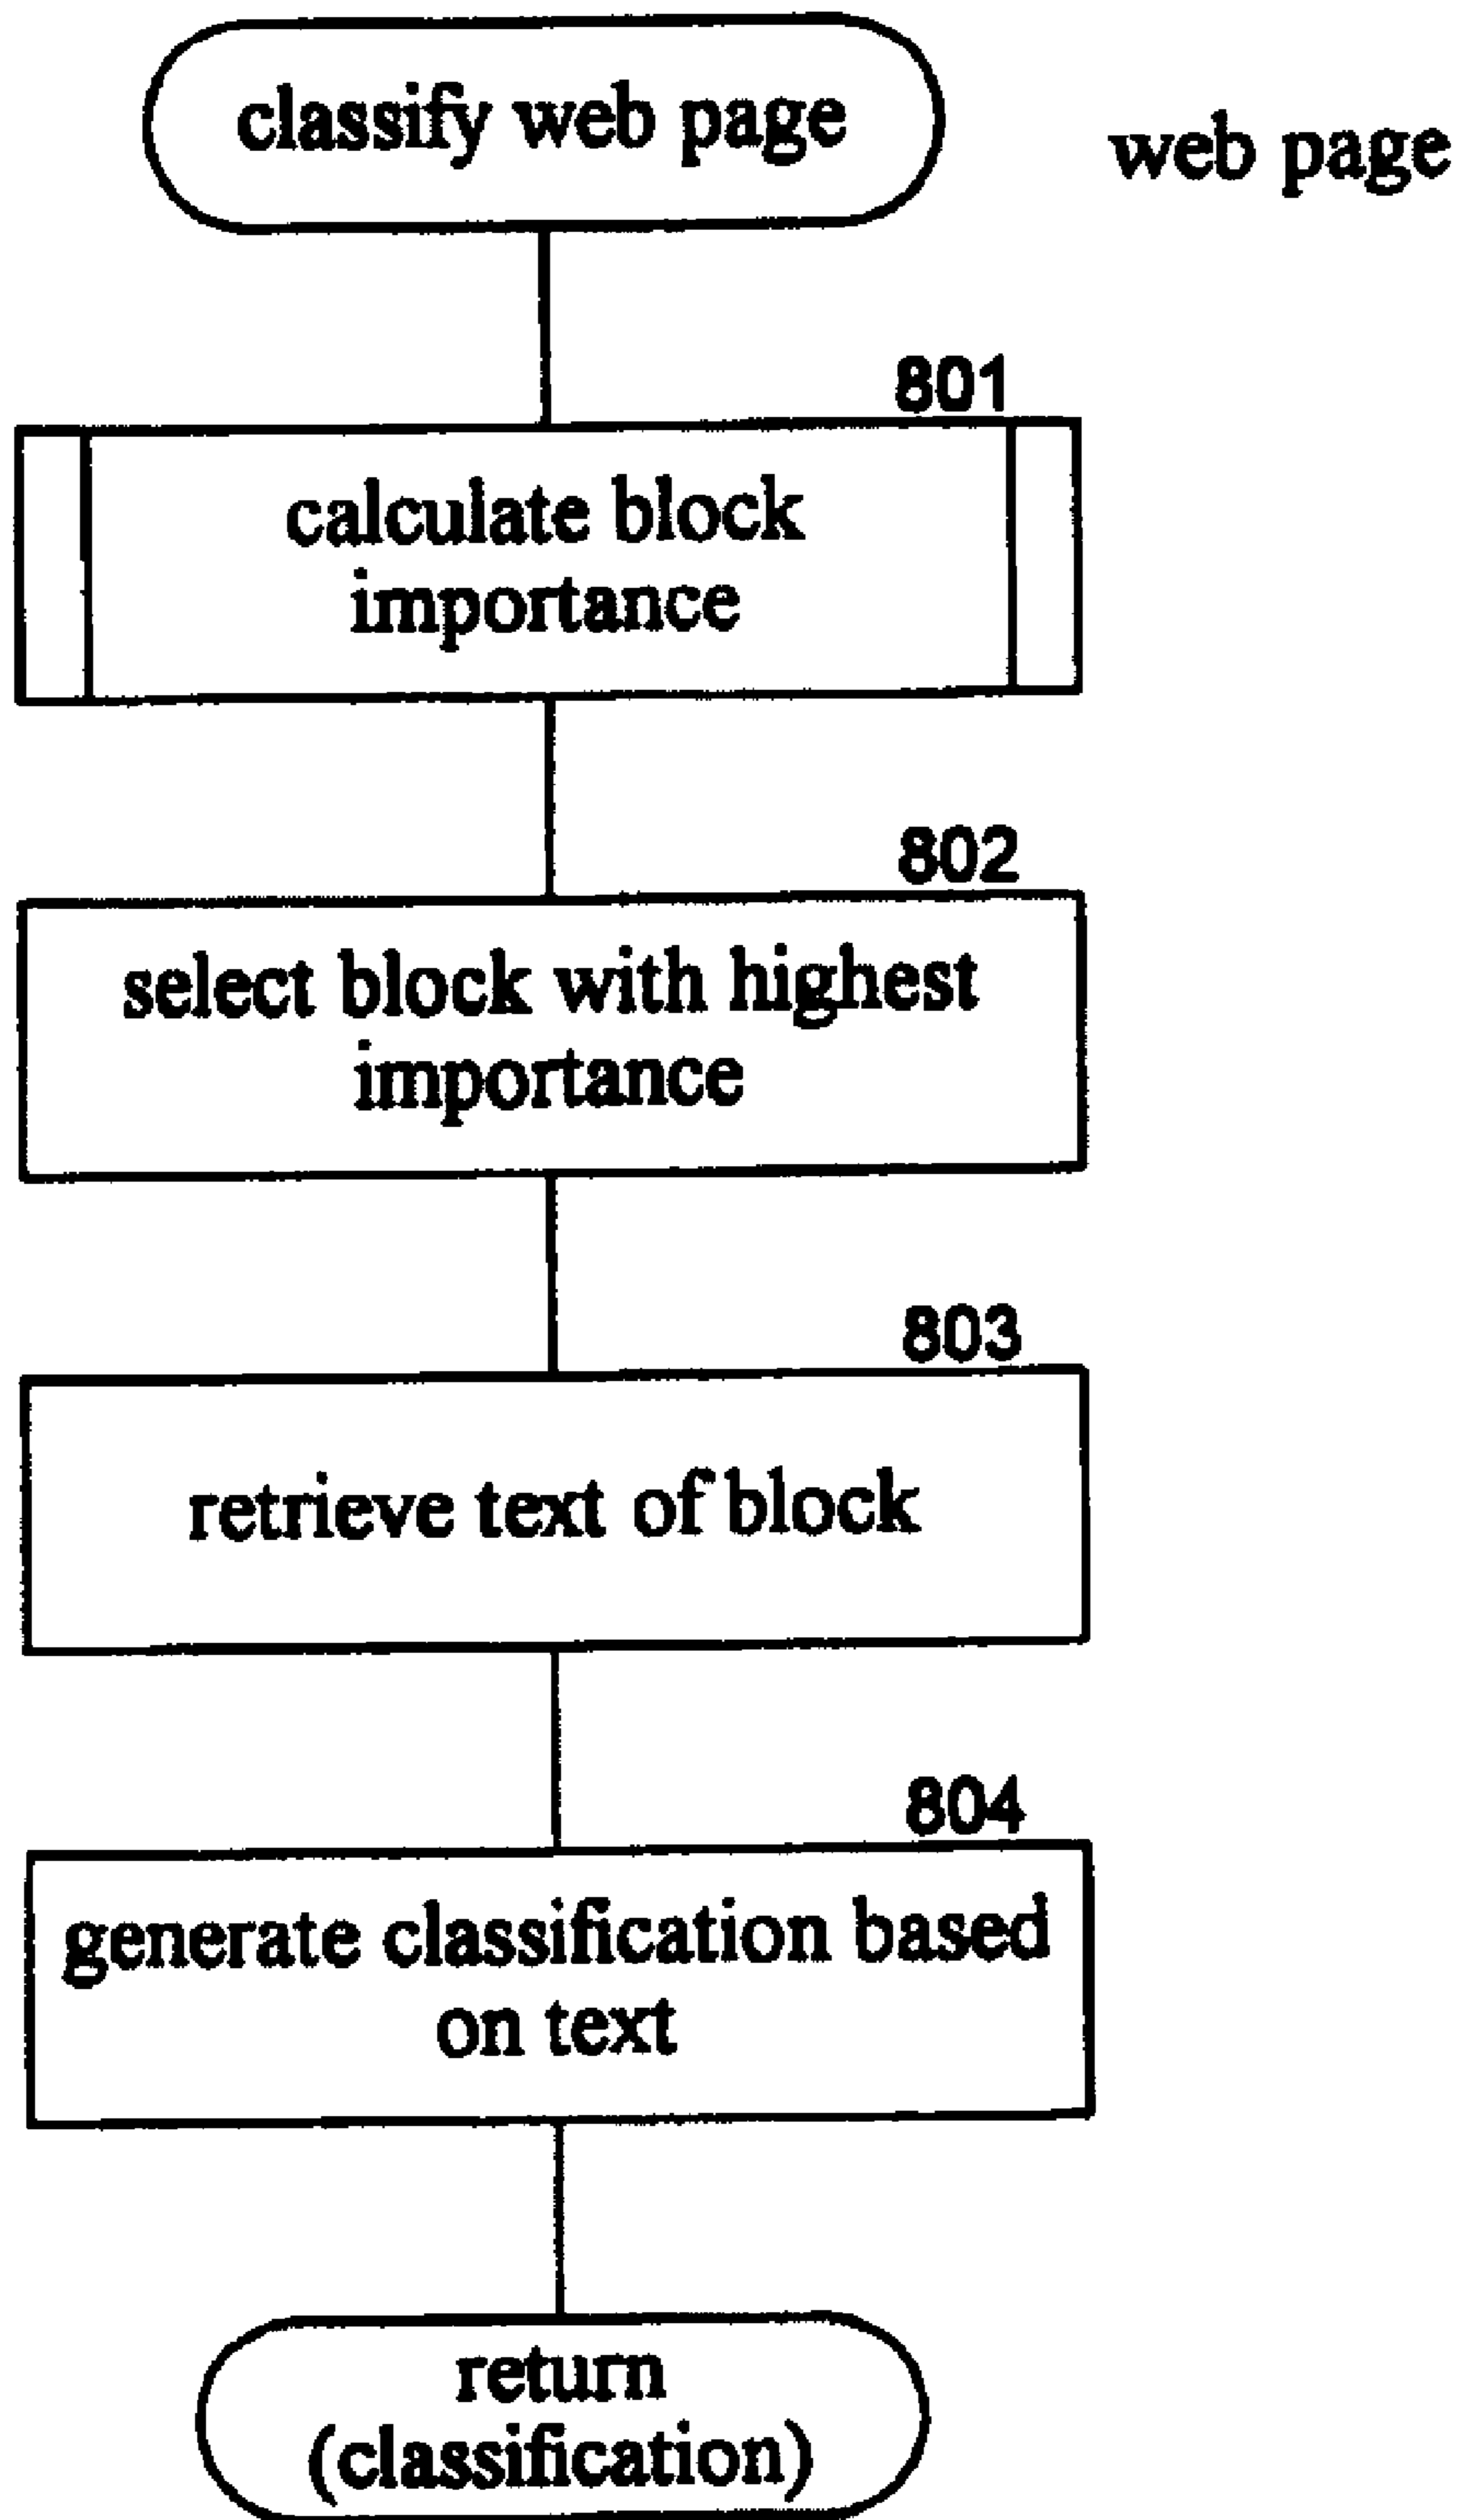 classify web page
web page
801
calculate block
importance
802
select block with highest
importance
803
retrieve text of block
804
generate classification based
on text
return
(classification)